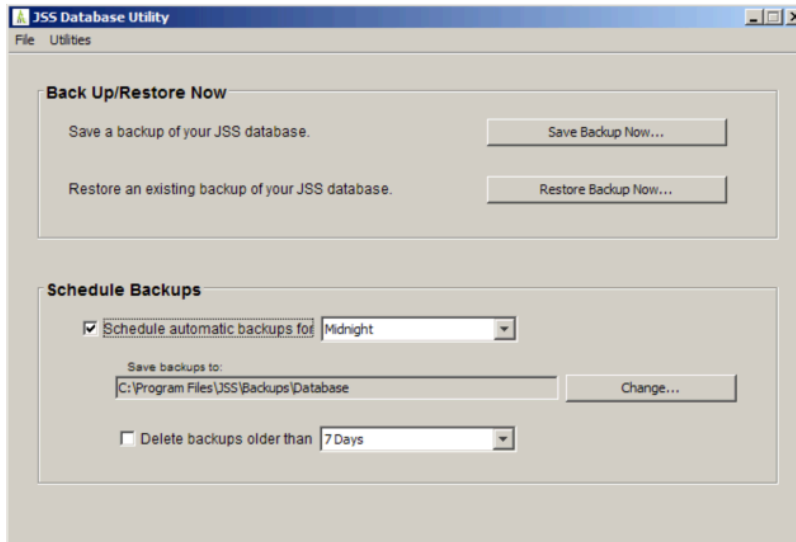 JSS Database Utility
File Utilities
Back Up/Restore Now
Save a backup of your JSS database.
Save Backup Now...
Restore an existing backup of your JSS database.
Restore Backup Now...
Schedule Backups
Schedule automatic backups for Midnight
Save backups to:
C:\Program Files\JSS\Backups\Database
Change...
Delete backups older than 7 Days